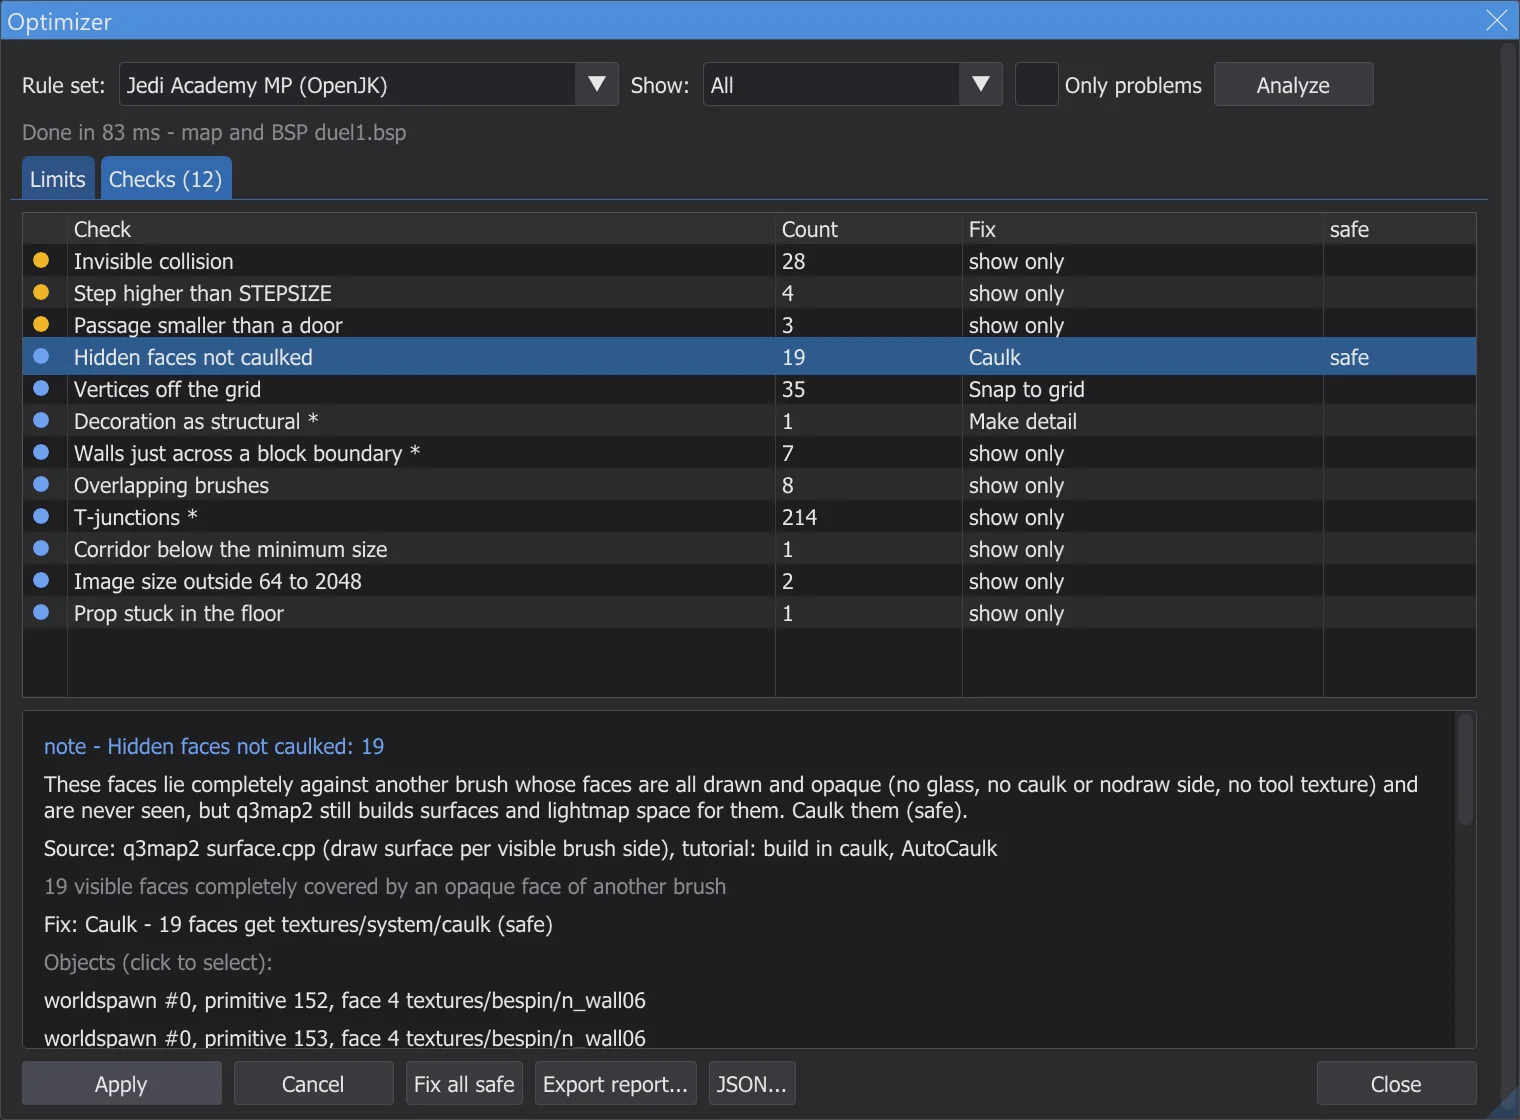 Optimizer
Rule set: Jedi Academy MP (OpenJK) Show: All Only problems Analyze
Done in 83 ms - map and BSP duel1.bsp
Limits Checks (12)
Check Count Fix safe
Invisible collision 28 show only
Step higher than STEPSIZE 4 show only
Passage smaller than a door 3 show only
Hidden faces not caulked 19 Caulk safe
Vertices off the grid 35 Snap to grid
Decoration as structural * 1 Make detail
Walls just across a block boundary * 7 show only
Overlapping brushes 8 show only
T-junctions * 214 show only
Corridor below the minimum size 1 show only
Image size outside 64 to 2048 2 show only
Prop stuck in the floor 1 show only
note - Hidden faces not caulked: 19
These faces lie completely against another brush whose faces are all drawn and opaque (no glass, no caulk or nodraw side, no tool texture) and
are never seen, but q3map2 still builds surfaces and lightmap space for them. Caulk them (safe).
Source: q3map2 surface.cpp (draw surface per visible brush side), tutorial: build in caulk, AutoCaulk
19 visible faces completely covered by an opaque face of another brush
Fix: Caulk - 19 faces get textures/system/caulk (safe)
Objects (click to select):
worldspawn #0, primitive 152, face 4 textures/bespin/n_wall06
worldspawn #0, primitive 153, face 4 textures/bespin/n_wall06
Apply Cancel Fix all safe Export report... JSON... Close